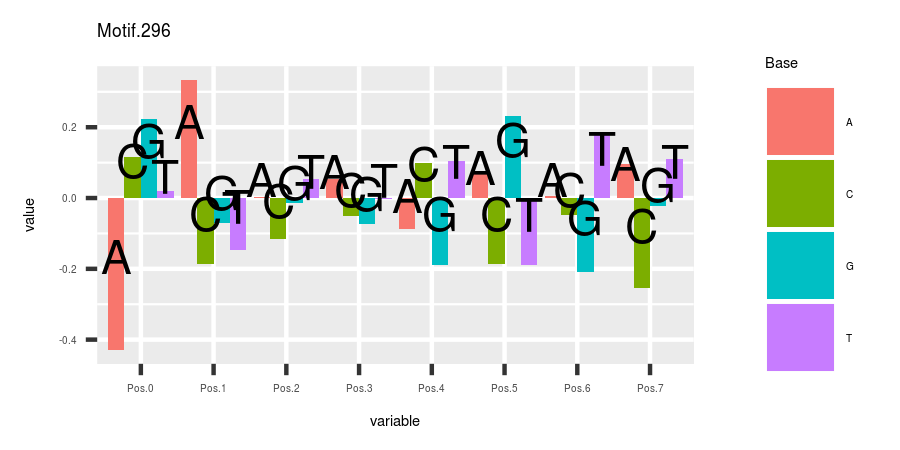 Motif.296
Base
A
C
G
T
value
0.2
0.0
-0.2
-0.4
A C G T A C G T A C G T A C G T A C G T A C G T A C G T A C G T
Pos.0 Pos.1 Pos.2 Pos.3 Pos.4 Pos.5 Pos.6 Pos.7
variable